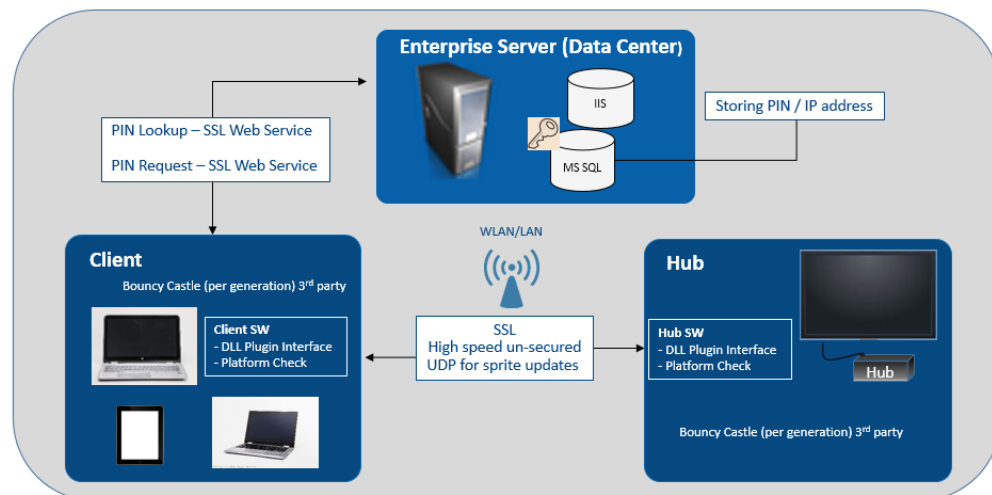 Enterprise Server (Data Center)
IIS
MS SQL
Storing PIN / IP address
PIN Lookup – SSL Web Service
PIN Request – SSL Web Service
WLAN/LAN
Client
Bouncy Castle (per generation) 3rd party
Client SW
- DLL Plugin Interface
- Platform Check
SSL
High speed un-secured
UDP for sprite updates
Hub
Hub SW
- DLL Plugin Interface
- Platform Check
Hub
Bouncy Castle (per generation) 3rd party